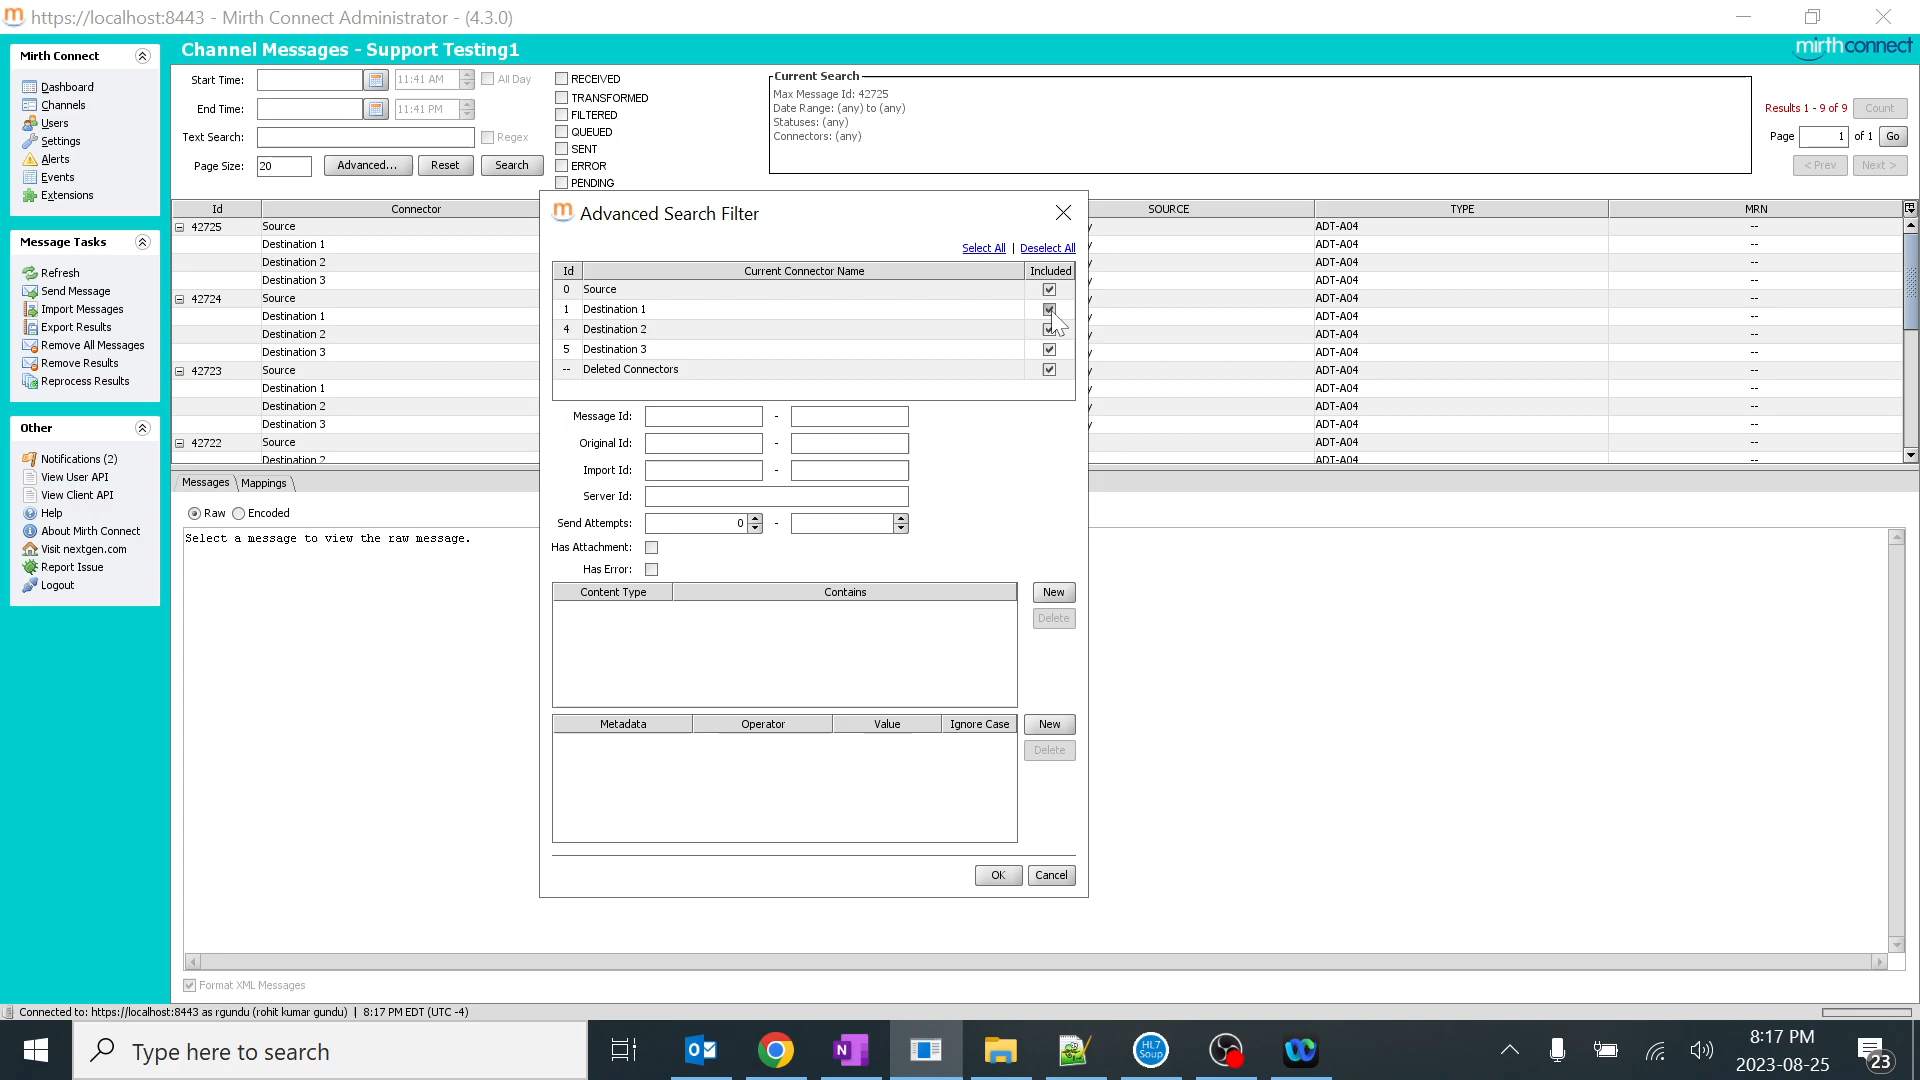 https://localhost:8443 - Mirth Connect Administrator - (4.3.0)
Mirth Connect
Dashboard
Channels
Users
Settings
Alerts
Events
Extensions
Message Tasks
Refresh
Send Message
Import Messages
Export Results
Remove All Messages
Remove Results
Reprocess Results
Other
Notifications (2)
View User API
View Client API
Help
About Mirth Connect
Visit nextgen.com
Report Issue
Logout
Channel Messages - Support Testing1
mirthconnect
Start Time: 11:41 AM All Day
End Time: 11:41 PM
Text Search: Regex
Page Size: 20 Advanced... Reset Search
RECEIVED
TRANSFORMED
FILTERED
QUEUED
SENT
ERROR
PENDING
Current Search
Max Message Id: 42725
Date Range: (any) to (any)
Statuses: (any)
Connectors: (any)
Results 1 - 9 of 9 Count
Page 1 of 1 Go
< Prev Next >
Id Connector SOURCE TYPE MRN
42725 Source y ADT-A04 --
Destination 1 y ADT-A04 --
Destination 2 y ADT-A04 --
Destination 3 y ADT-A04 --
42724 Source y ADT-A04 --
Destination 1 y ADT-A04 --
Destination 2 y ADT-A04 --
Destination 3 y ADT-A04 --
42723 Source y ADT-A04 --
Destination 1 y ADT-A04 --
Destination 2 y ADT-A04 --
Destination 3 y ADT-A04 --
42722 Source y ADT-A04 --
Destination 2 ADT-A04 --
Advanced Search Filter
Select All | Deselect All
Id Current Connector Name Included
0 Source
1 Destination 1
4 Destination 2
5 Destination 3
-- Deleted Connectors
Message Id: -
Original Id: -
Import Id: -
Server Id:
Send Attempts: 0 -
Has Attachment:
Has Error:
Content Type Contains New
Delete
Metadata Operator Value Ignore Case New
Delete
OK Cancel
Messages Mappings
Raw Encoded
Select a message to view the raw message.
Format XML Messages
Connected to: https://localhost:8443 as rgundu (rohit kumar gundu) | 8:17 PM EDT (UTC -4)
Type here to search
HL7
Soup
8:17 PM
2023-08-25
23